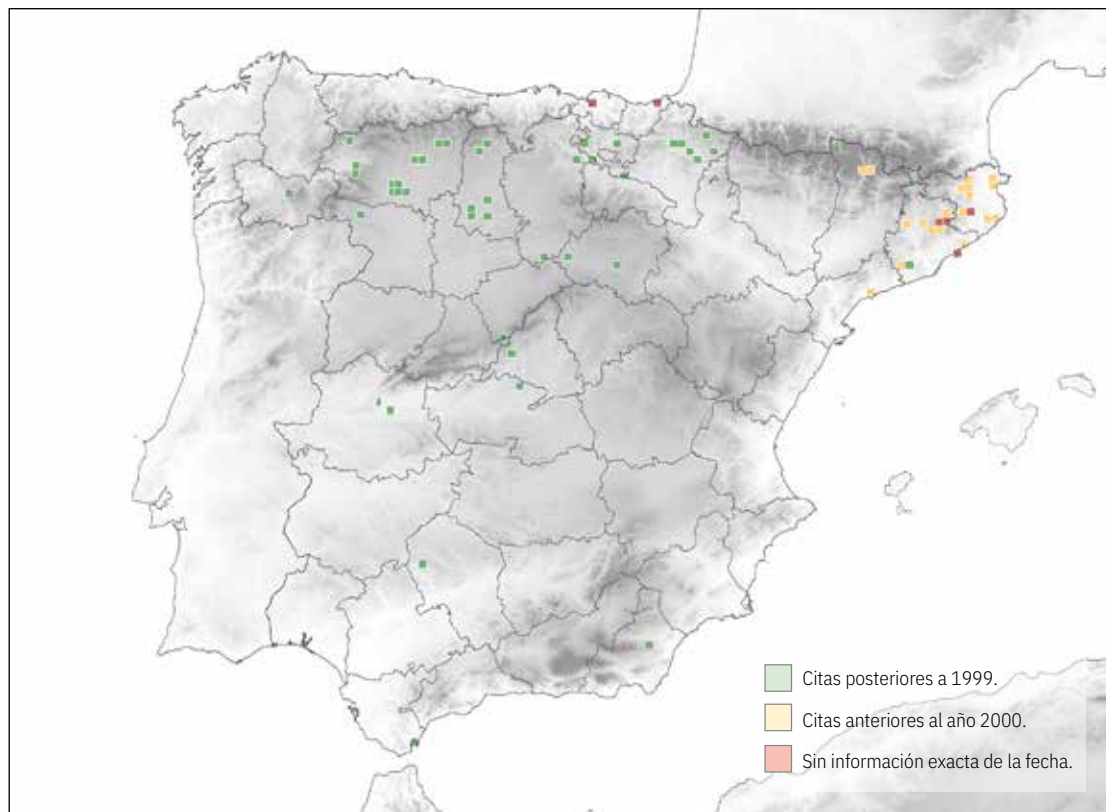 Citas posteriores a 1999.
Citas anteriores al año 2000.
Sin información exacta de la fecha.